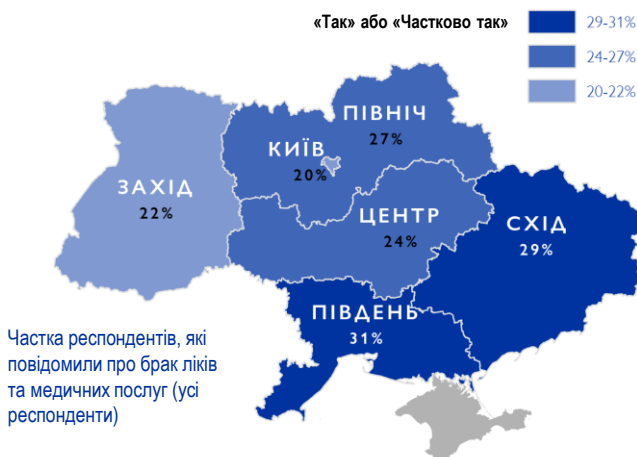 «Так» або «Частково так»
29-31%
24-27%
20-22%
ПІВНІЧ
27%
КИЇВ
20%
ЗАХІД
22%
ЦЕНТР
24%
СХІД
29%
ПІВДЕНЬ
31%
Частка респондентів, які
повідомили про брак ліків
та медичних послуг (усі
респонденти)